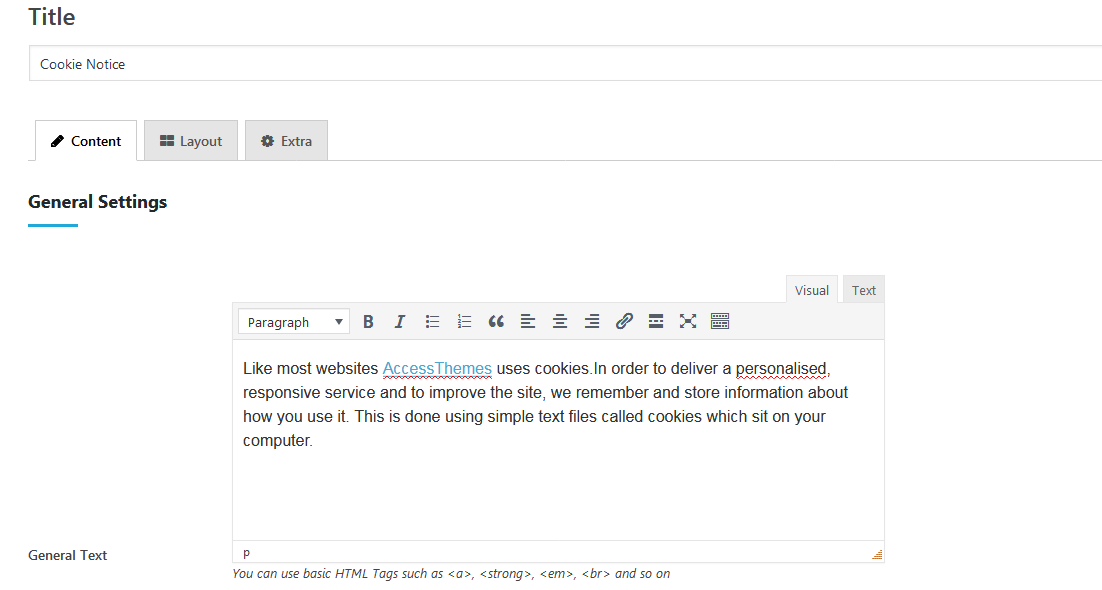 Title
Cookie Notice
Content Layout Extra
General Settings
Visual Text
Paragraph B I
Like most websites AccessThemes uses cookies.In order to deliver a personalised,
responsive service and to improve the site, we remember and store information about
how you use it. This is done using simple text files called cookies which sit on your
computer.
p
General Text
You can use basic HTML Tags such as <a>, <strong>, <em>, <br> and so on